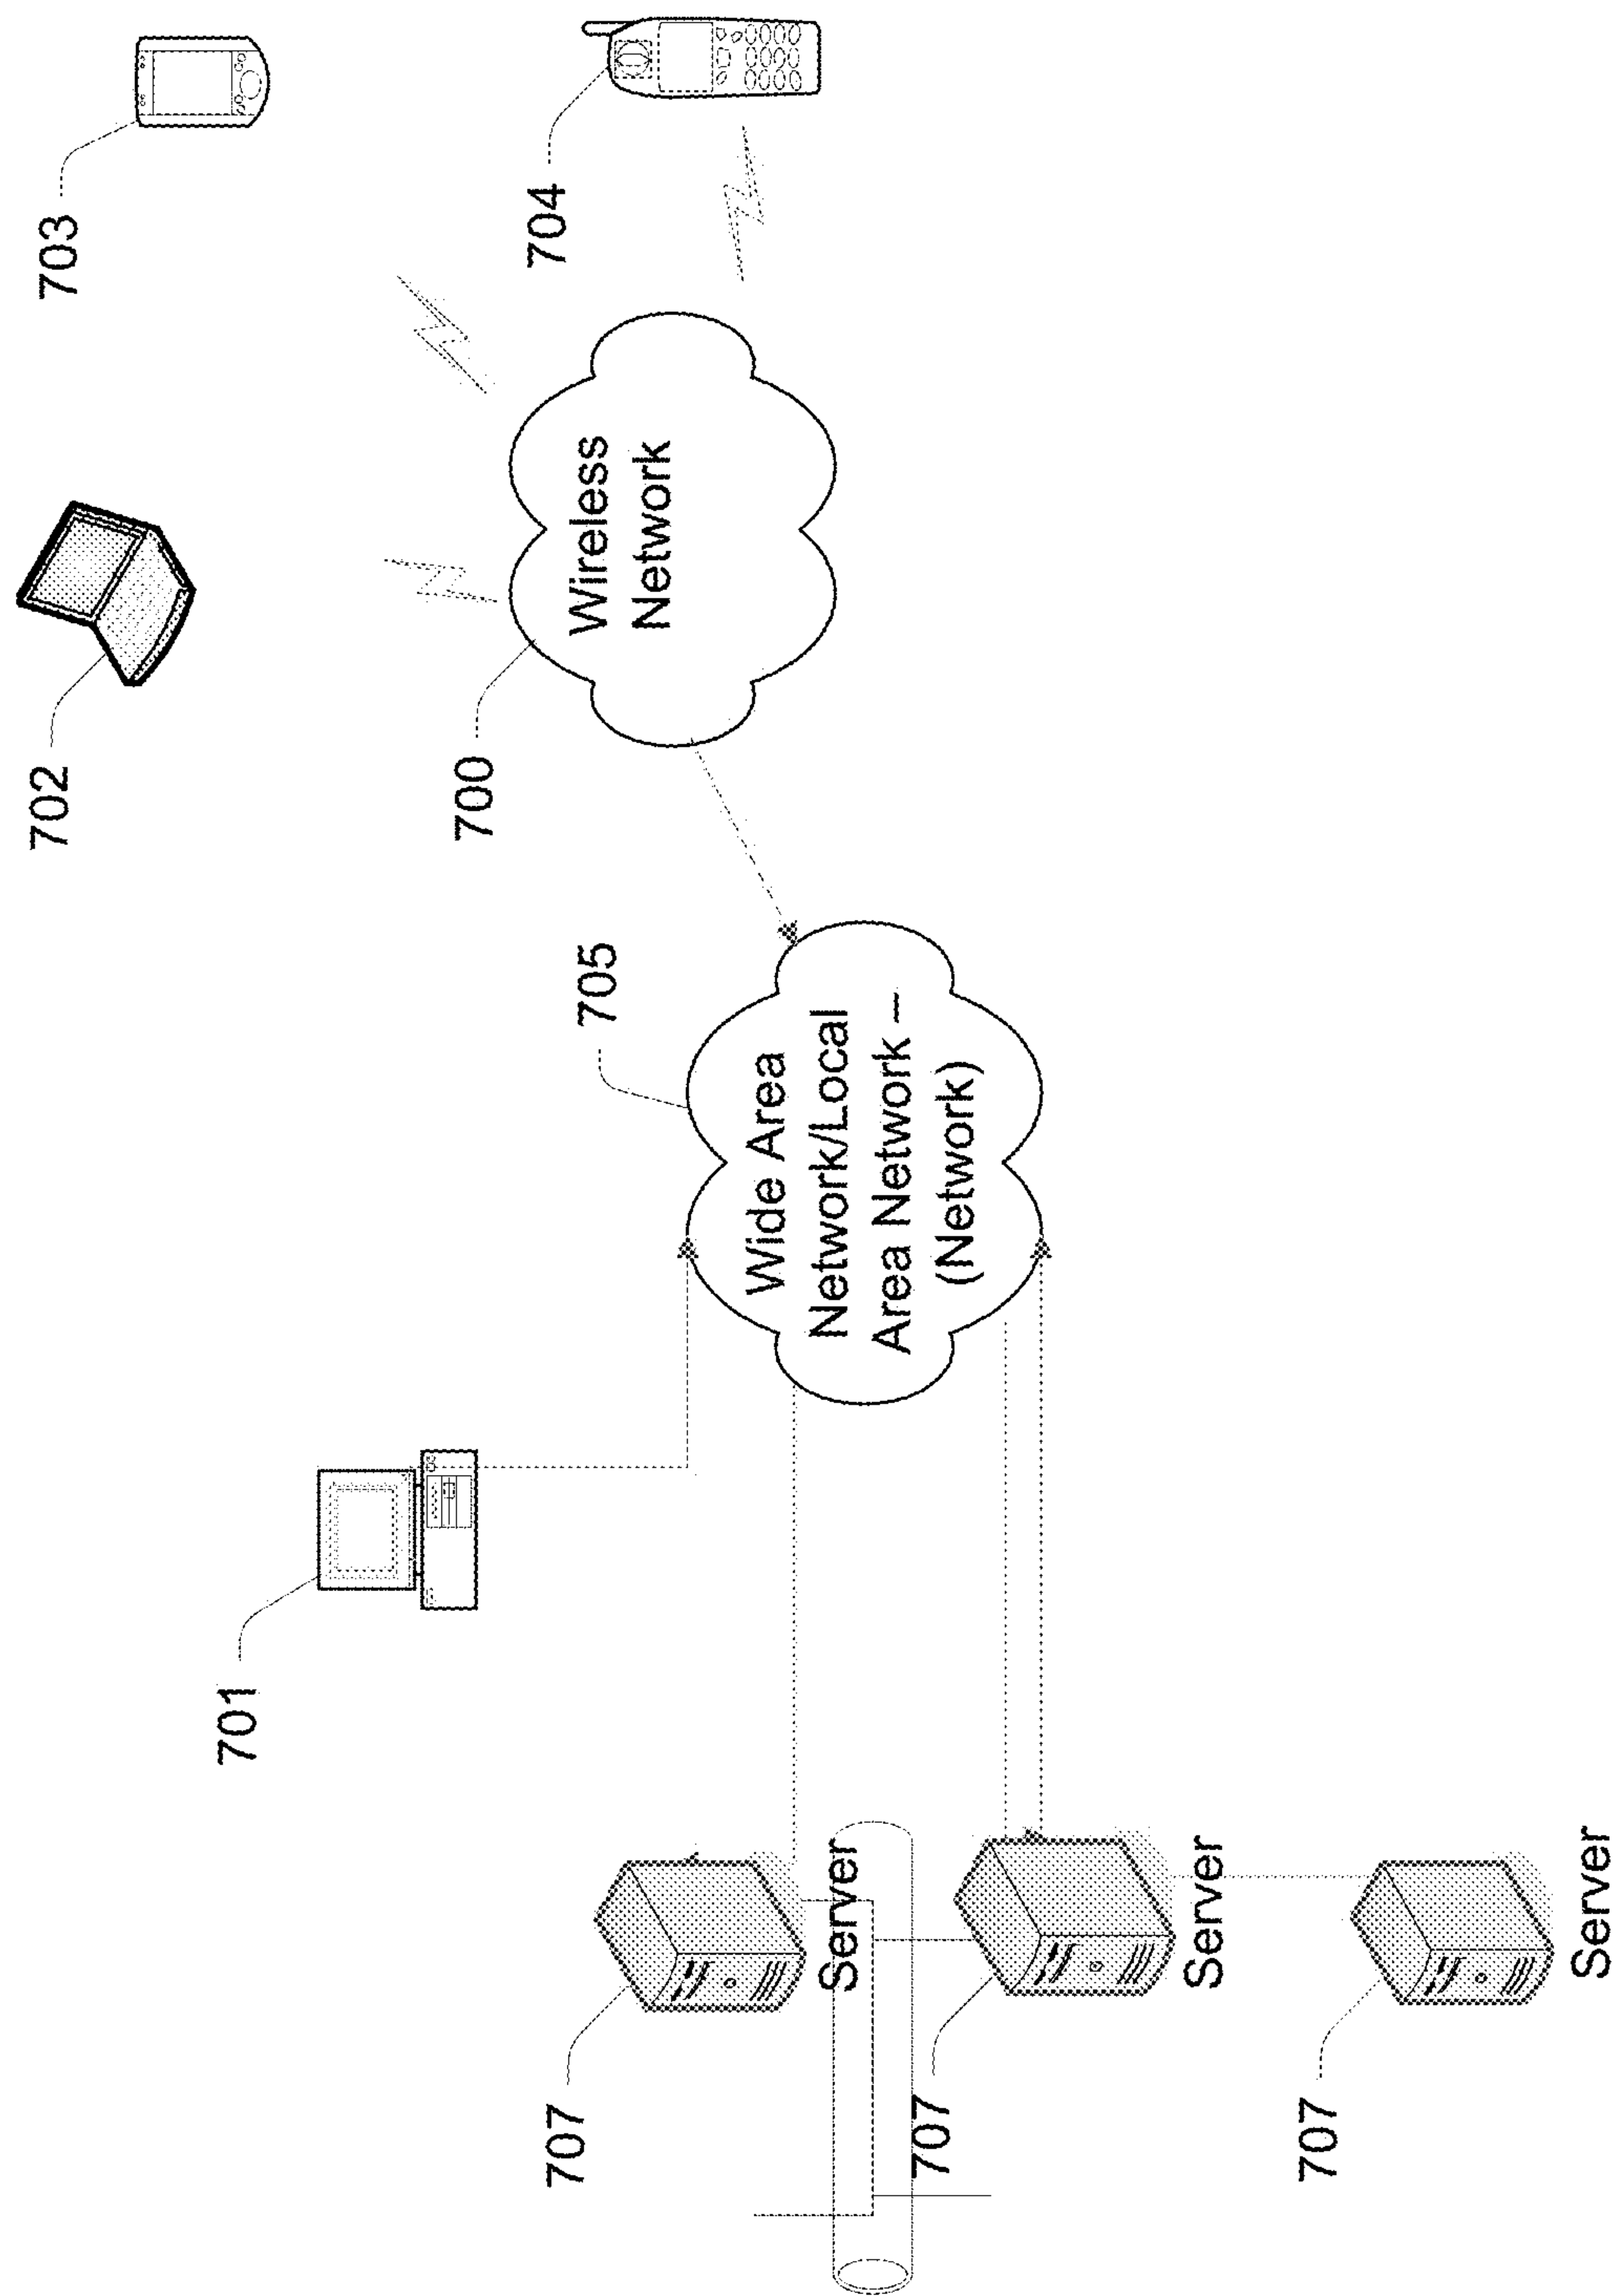 702
703
701
700
704
707
Wireless
Network
705
Wide Area
Network/Local
Area Network –
(Network)
Server
707
Server
707
Server